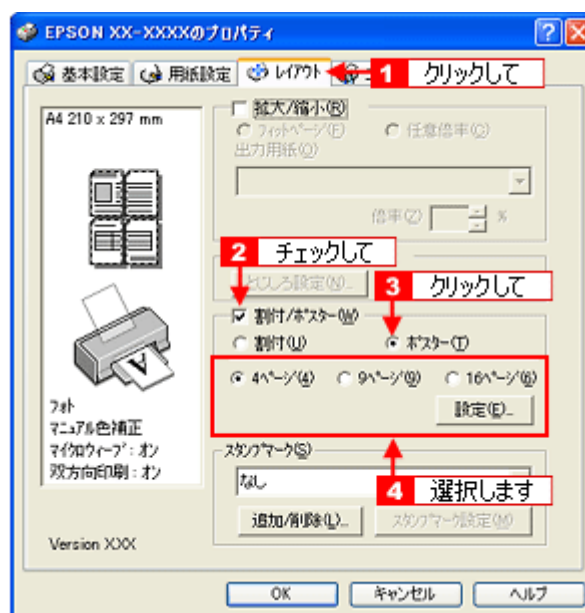 EPSON XX-XXXXのプロパティ
基本設定 用紙設定 レイアウト
1 クリックして
A4 210 x 297 mm
拡大/縮小(R)
フィットページ(F) 任意倍率(C)
出力用紙(O)
倍率(Z) %
2 チェックして
とじしろ設定(N)...
3 クリックして
割付/ポスター(W)
割付(U) ポスター(T)
4ページ(4) 9ページ(9) 16ページ(6)
設定(E)...
フォト
マニュアル色補正
マイクロウィーブ:オン
双方向印刷:オン
スタンプマーク(S)
なし
4 選択します
追加/削除(L)... スタンプマーク設定(M)
Version XXX
OK キャンセル ヘルプ